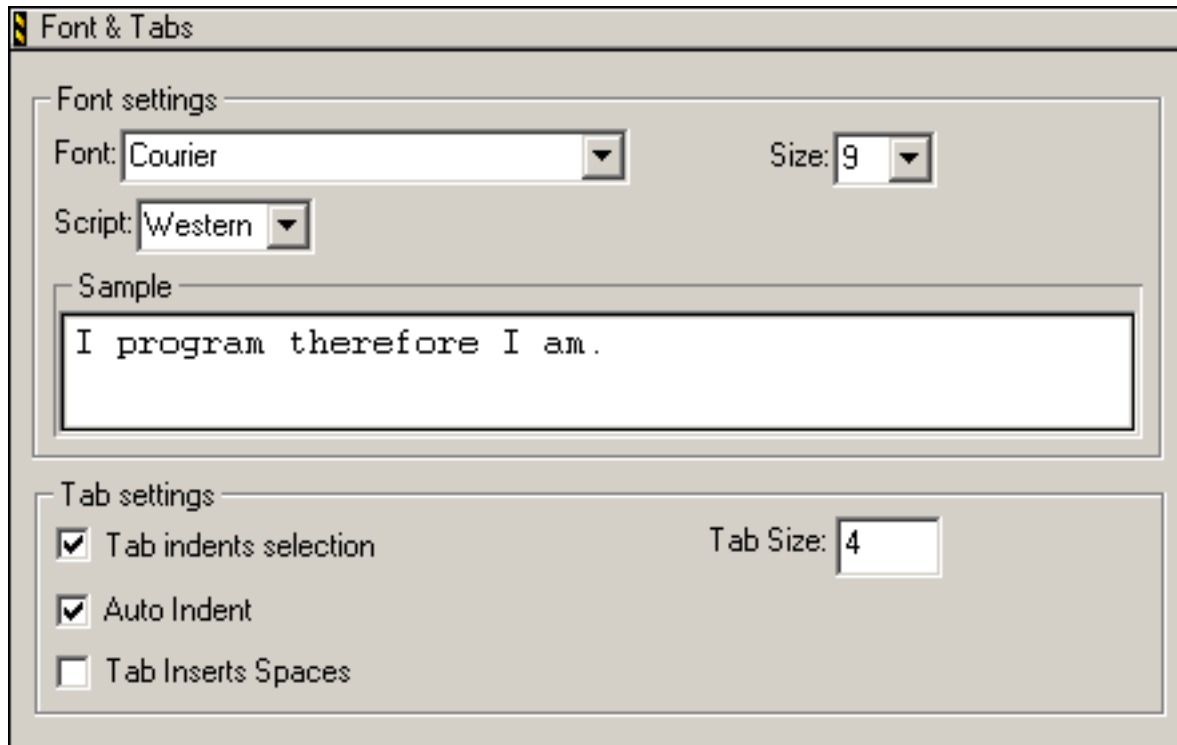 Font & Tabs
Font settings
Font: Courier Size: 9
Script: Western
Sample
I program therefore I am.
Tab settings
Tab indents selection Tab Size: 4
Auto Indent
Tab Inserts Spaces